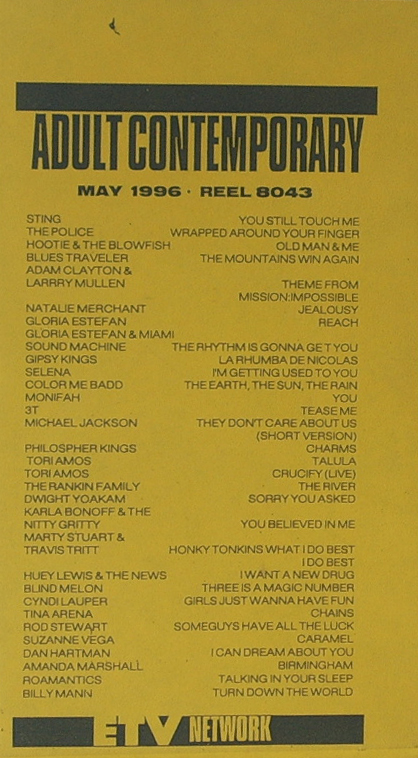 ADULT CONTEMPORARY
MAY 1996 · REEL 8043
STING YOU STILL TOUCH ME
THE POLICE WRAPPED AROUND YOUR FINGER
HOOTIE & THE BLOWFISH OLD MAN & ME
BLUES TRAVELER THE MOUNTAINS WIN AGAIN
ADAM CLAYTON &
LARRRY MULLEN THEME FROM
MISSION:IMPOSSIBLE
NATALIE MERCHANT JEALOUSY
GLORIA ESTEFAN REACH
GLORIA ESTEFAN & MIAMI
SOUND MACHINE THE RHYTHM IS GONNA GET YOU
GIPSY KINGS LA RHUMBA DE NICOLAS
SELENA I'M GETTING USED TO YOU
COLOR ME BADD THE EARTH, THE SUN, THE RAIN
MONIFAH YOU
3T TEASE ME
MICHAEL JACKSON THEY DON'T CARE ABOUT US
(SHORT VERSION)
PHILOSPHER KINGS CHARMS
TORI AMOS TALULA
TORI AMOS CRUCIFY (LIVE)
THE RANKIN FAMILY THE RIVER
DWIGHT YOAKAM SORRY YOU ASKED
KARLA BONOFF & THE
NITTY GRITTY YOU BELIEVED IN ME
MARTY STUART &
TRAVIS TRITT HONKY TONKINS WHAT I DO BEST
I DO BEST
HUEY LEWIS & THE NEWS I WANT A NEW DRUG
BLIND MELON THREE IS A MAGIC NUMBER
CYNDI LAUPER GIRLS JUST WANNA HAVE FUN
TINA ARENA CHAINS
ROD STEWART SOMEGUYS HAVE ALL THE LUCK
SUZANNE VEGA CARAMEL
DAN HARTMAN I CAN DREAM ABOUT YOU
AMANDA MARSHALL BIRMINGHAM
ROAMANTICS TALKING IN YOUR SLEEP
BILLY MANN TURN DOWN THE WORLD
ETV NETWORK